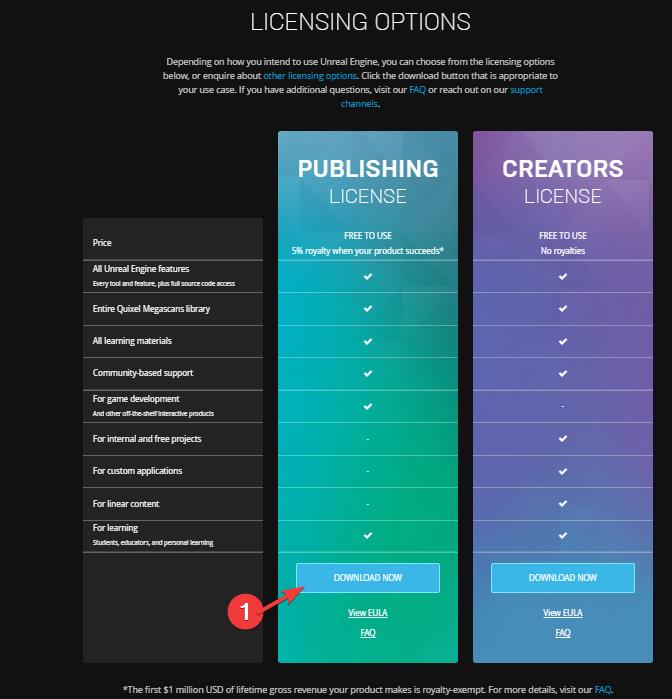 LICENSING OPTIONS
Depending on how you intend to use Unreal Engine, you can choose from the licensing options
below, or enquire about other licensing options. Click the download button that is appropriate to
your use case. If you have additional questions, visit our FAQ or reach out on our support
channels.
PUBLISHING
LICENSE
CREATORS
LICENSE
Price
FREE TO USE
5% royalty when your product succeeds*
FREE TO USE
No royalties
All Unreal Engine features
Every tool and feature, plus full source code access
Entire Quixel Megascans library
All learning materials
Community-based support
For game development
And other off-the-shelf interactive products
-
For internal and free projects
-
For custom applications
-
For linear content
-
For learning
Students, educators, and personal learning
DOWNLOAD NOW
DOWNLOAD NOW
1
View EULA
View EULA
FAQ
FAQ
*The first $1 million USD of lifetime gross revenue your product makes is royalty-exempt. For more details, visit our FAQ.